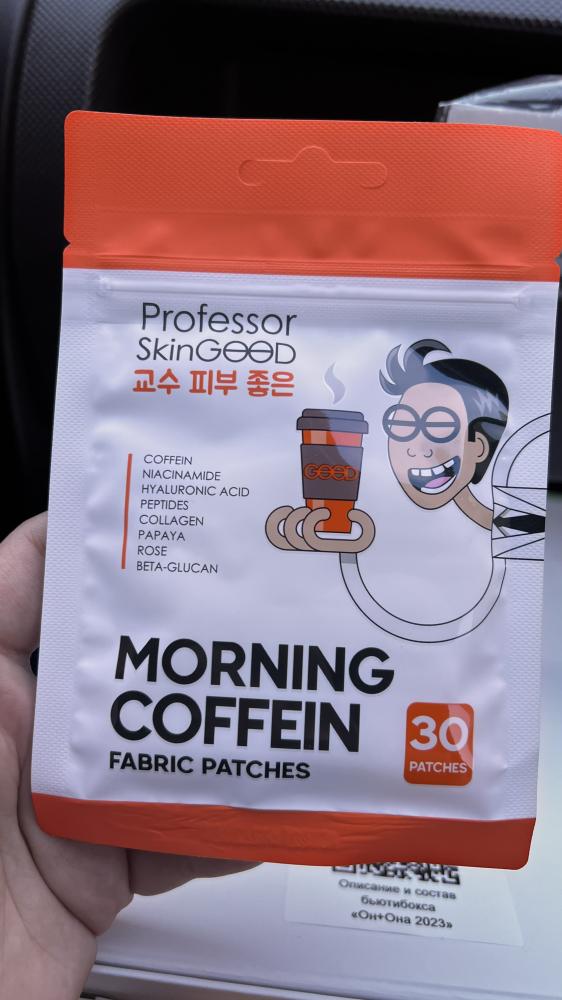 Professor
SkinGOOD
교수 피부 좋은
GOOD
COFFEIN
NIACINAMIDE
HYALURONIC ACID
PEPTIDES
COLLAGEN
PAPAYA
ROSE
BETA-GLUCAN
MORNING
COFFEIN
FABRIC PATCHES
30
PATCHES
Описание и состав
бьютибокса
«Он+Она 2023»